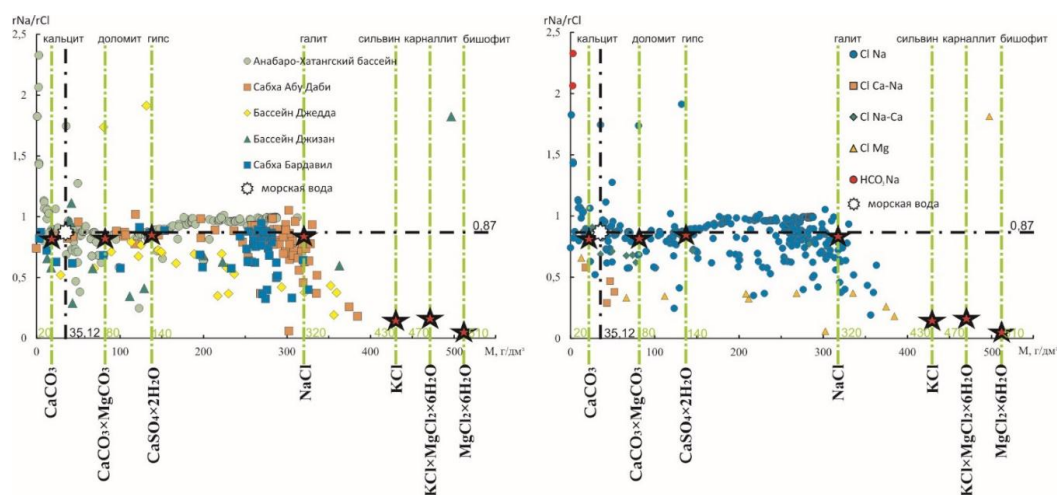 rNa/rCl
кальцит доломит гипс галит сильвин карналлит бишофит
2,5
2
1,5
1
0,5
0
Анабаро-Хатангский бассейн
Сабха Абу Даби
Бассейн Джедда
Бассейн Джизан
Сабха Бардавил
морская вода
0.87
20 35,12 80 140 320 430 470 510
0 100 200 300 400 500 М, г/дм³
CaCO₃
CaCO₃×MgCO₃
CaSO₄×2H₂O
NaCl
KCl
KCl×MgCl₂×6H₂O
MgCl₂×6H₂O
rNa/rCl
кальцит доломит гипс галит сильвин карналлит бишофит
2,5
2
1,5
1
0,5
0
Cl Na
Cl Ca-Na
Cl Na-Ca
Cl Mg
HCO₃Na
морская вода
0.87
20 35,12 80 140 320 430 470 510
0 100 200 300 400 500 М, г/дм³
CaCO₃
CaCO₃×MgCO₃
CaSO₄×2H₂O
NaCl
KCl
KCl×MgCl₂×6H₂O
MgCl₂×6H₂O